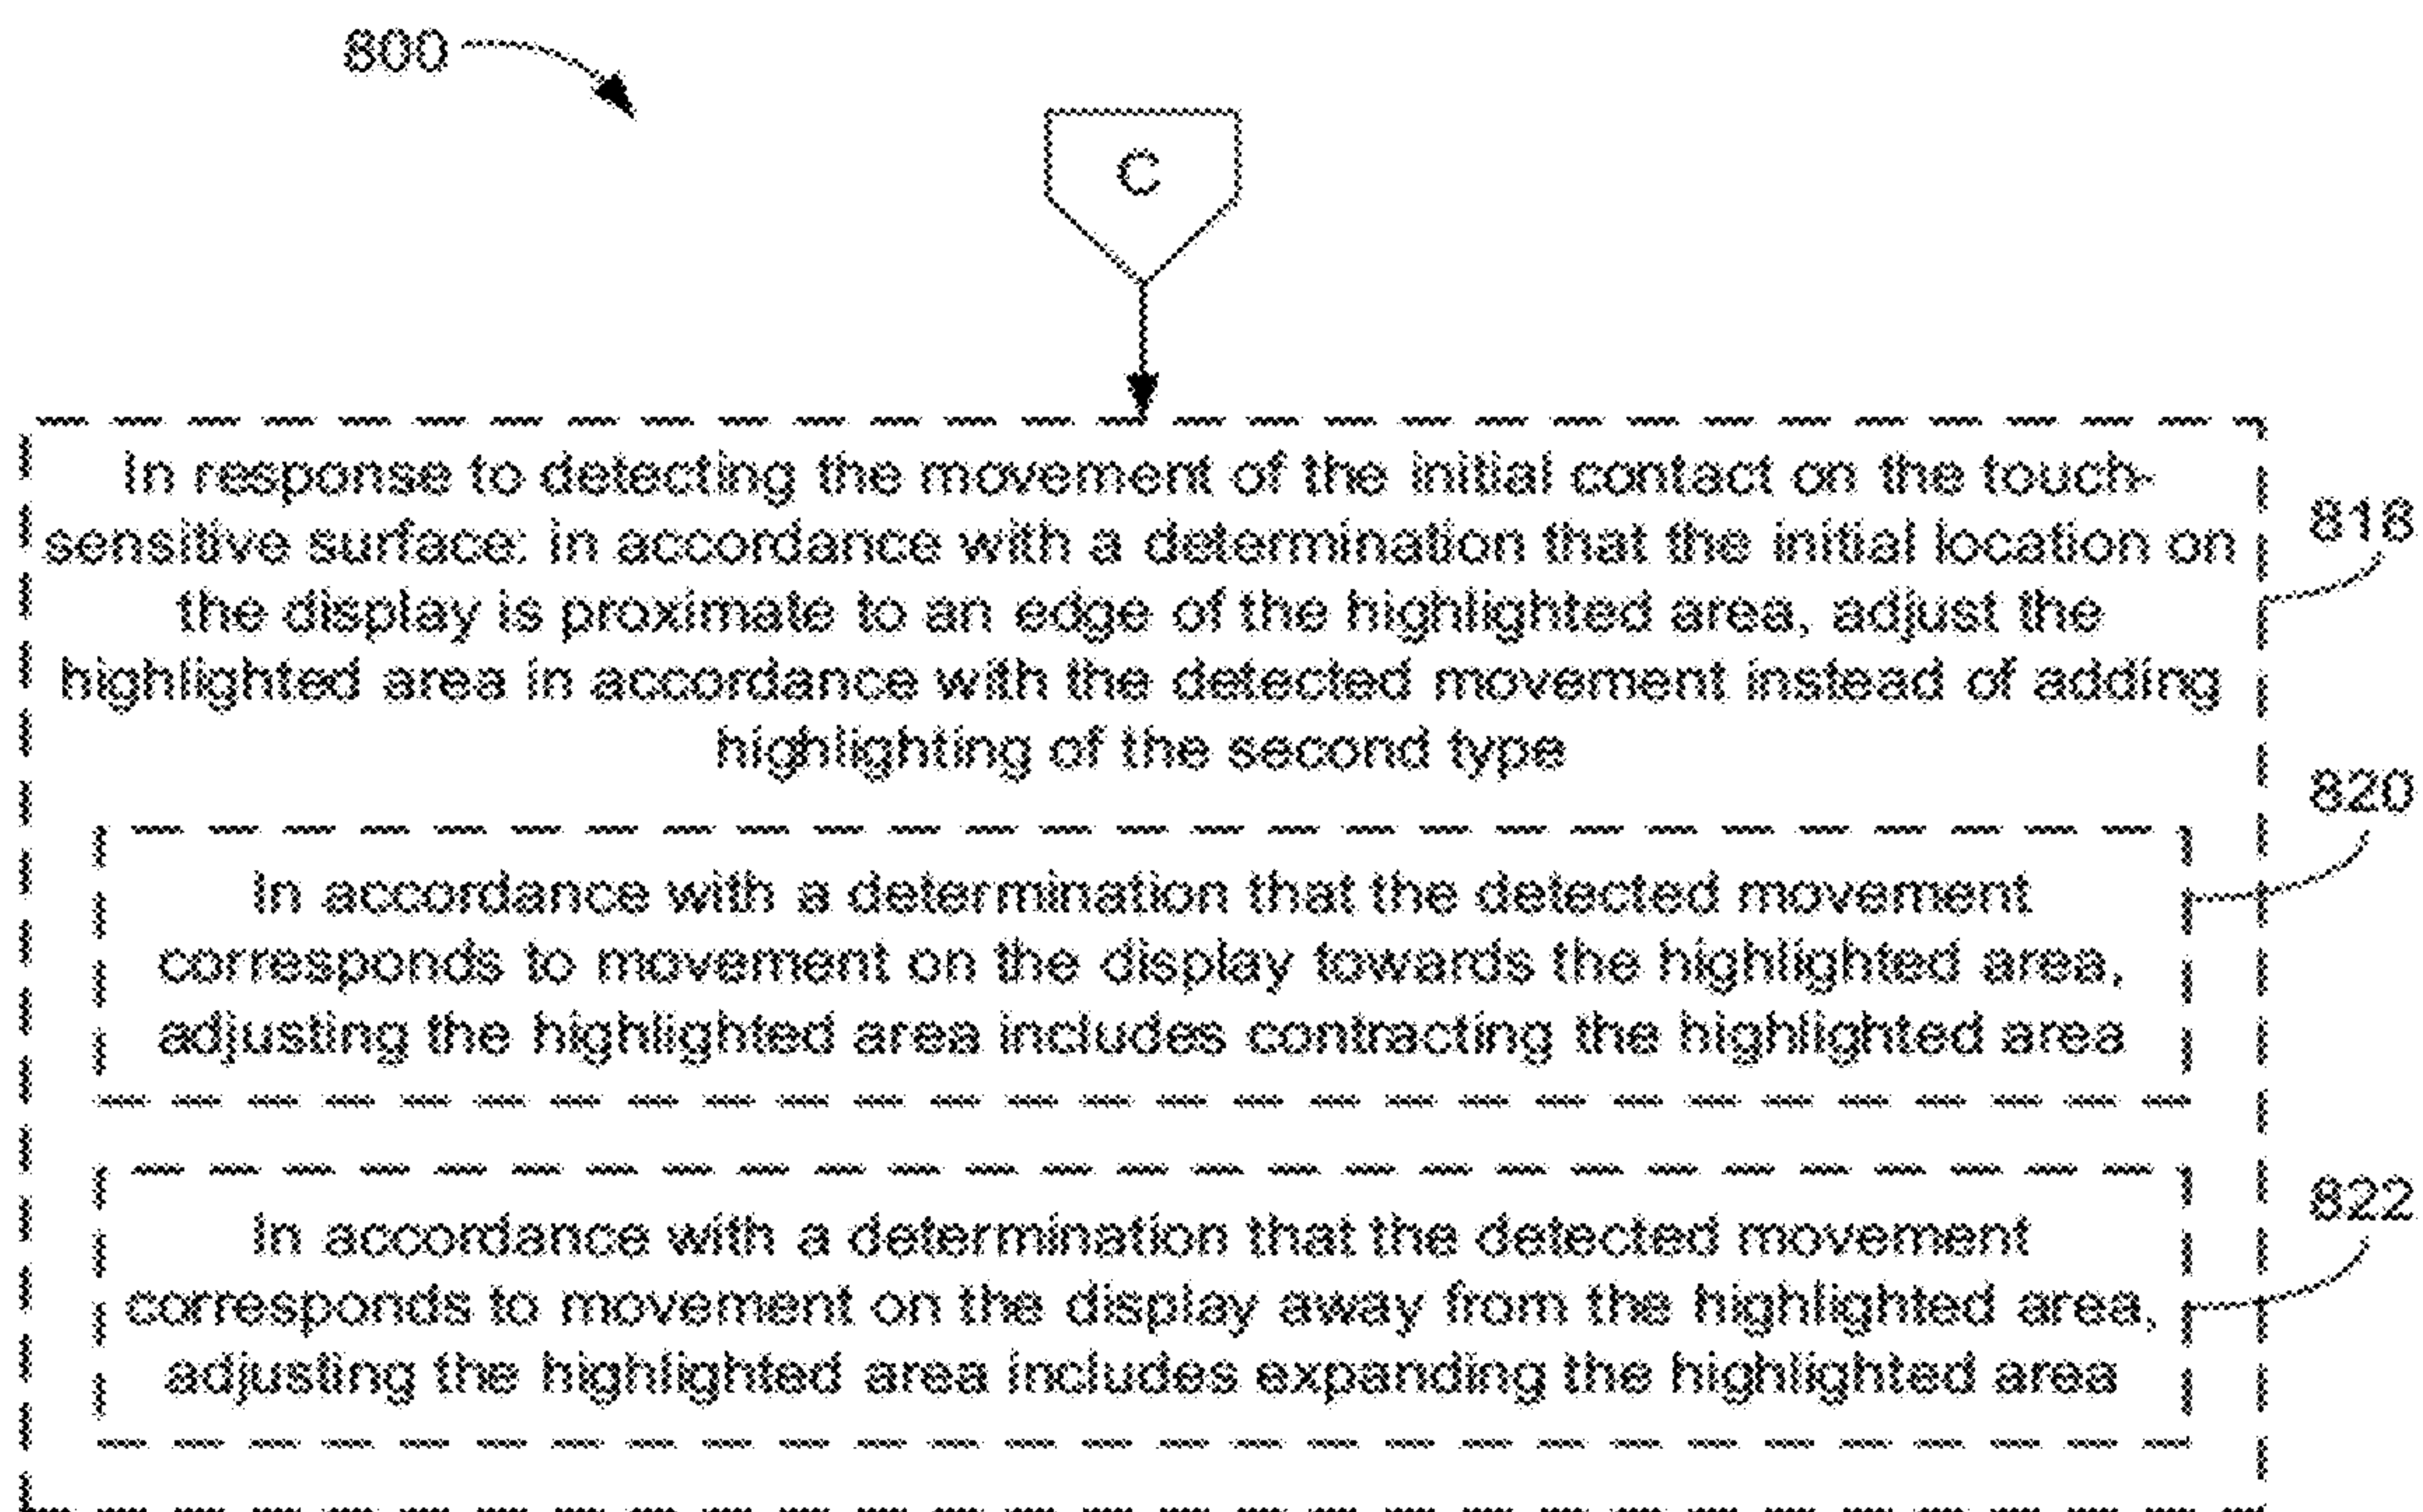 800
C
In response to detecting the movement of the initial contact on the touch-
sensitive surface: in accordance with a determination that the initial location on
the display is proximate to an edge of the highlighted area, adjust the
highlighted area in accordance with the detected movement instead of adding
highlighting of the second type
818
820
In accordance with a determination that the detected movement
corresponds to movement on the display towards the highlighted area,
adjusting the highlighted area includes contracting the highlighted area
822
In accordance with a determination that the detected movement
corresponds to movement on the display away from the highlighted area,
adjusting the highlighted area includes expanding the highlighted area